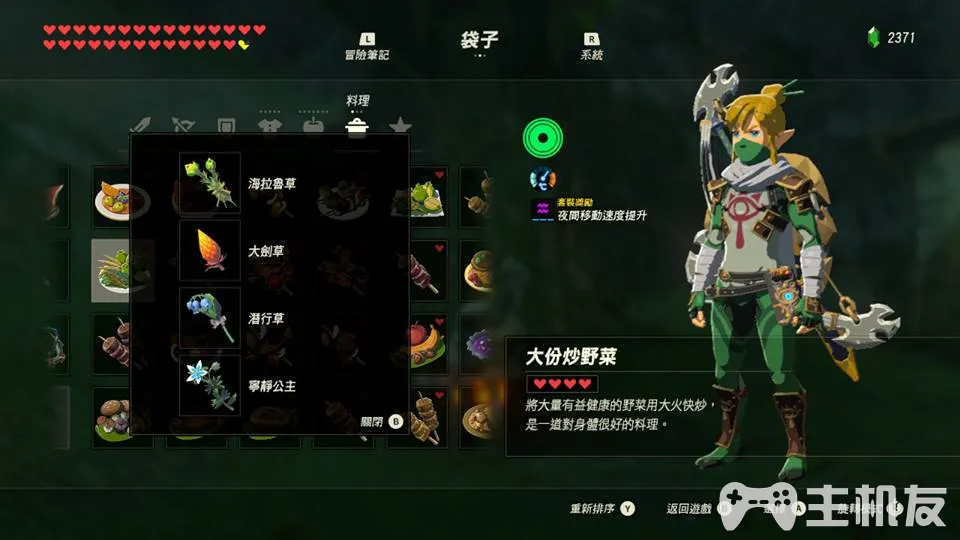 L
冒險筆記
袋子
R
系統
2371
料理
海拉魯草
大劍草
潛行草
寧靜公主
關閉 B
套裝獎勵
夜間移動速度提升
大份炒野菜
將大量有益健康的野菜用大火快炒，
是一道對身體很好的料理。
重新排序 Y
返回遊戲
選擇 A
主机友